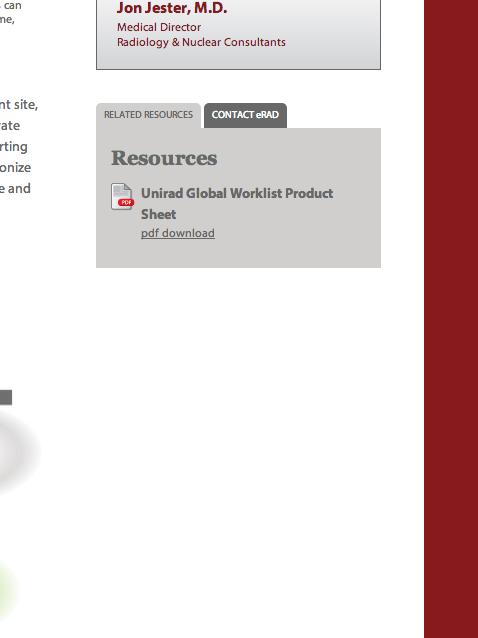 can
me,
Jon Jester, M.D.
Medical Director
Radiology & Nuclear Consultants
nt site,
rate
rting
onize
e and
RELATED RESOURCES
CONTACT eRAD
Resources
PDF
Unirad Global Worklist Product
Sheet
pdf download